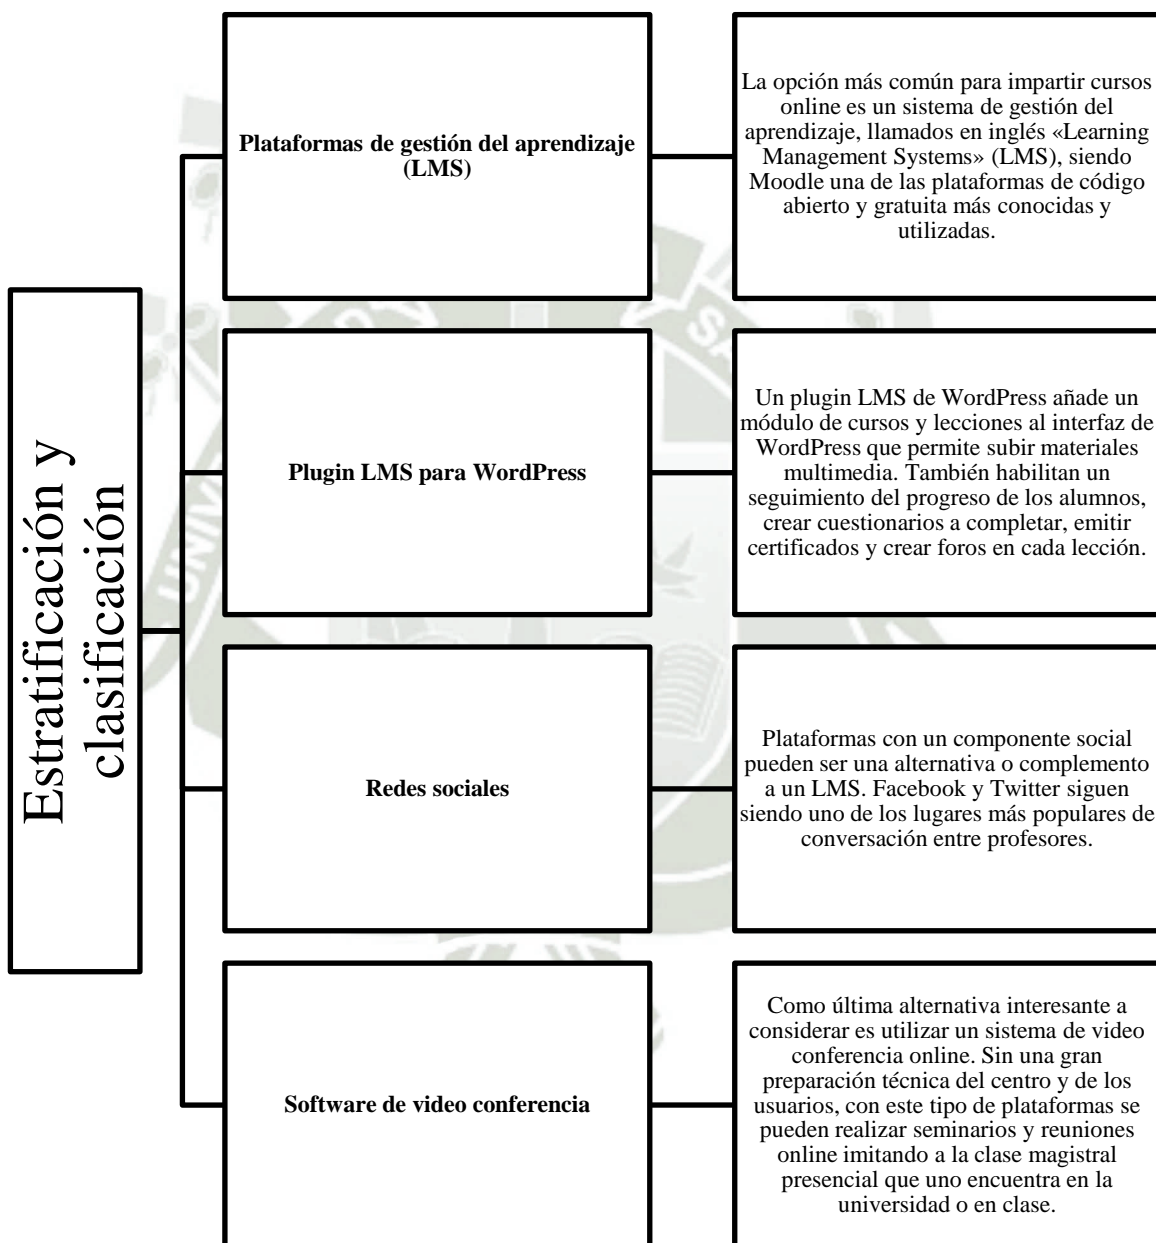 Estratificación y
clasificación
Plataformas de gestión del aprendizaje
(LMS)
La opción más común para impartir cursos
online es un sistema de gestión del
aprendizaje, llamados en inglés «Learning
Management Systems» (LMS), siendo
Moodle una de las plataformas de código
abierto y gratuita más conocidas y
utilizadas.
Plugin LMS para WordPress
Un plugin LMS de WordPress añade un
módulo de cursos y lecciones al interfaz de
WordPress que permite subir materiales
multimedia. También habilitan un
seguimiento del progreso de los alumnos,
crear cuestionarios a completar, emitir
certificados y crear foros en cada lección.
Redes sociales
Plataformas con un componente social
pueden ser una alternativa o complemento
a un LMS. Facebook y Twitter siguen
siendo uno de los lugares más populares de
conversación entre profesores.
Software de video conferencia
Como última alternativa interesante a
considerar es utilizar un sistema de video
conferencia online. Sin una gran
preparación técnica del centro y de los
usuarios, con este tipo de plataformas se
pueden realizar seminarios y reuniones
online imitando a la clase magistral
presencial que uno encuentra en la
universidad o en clase.